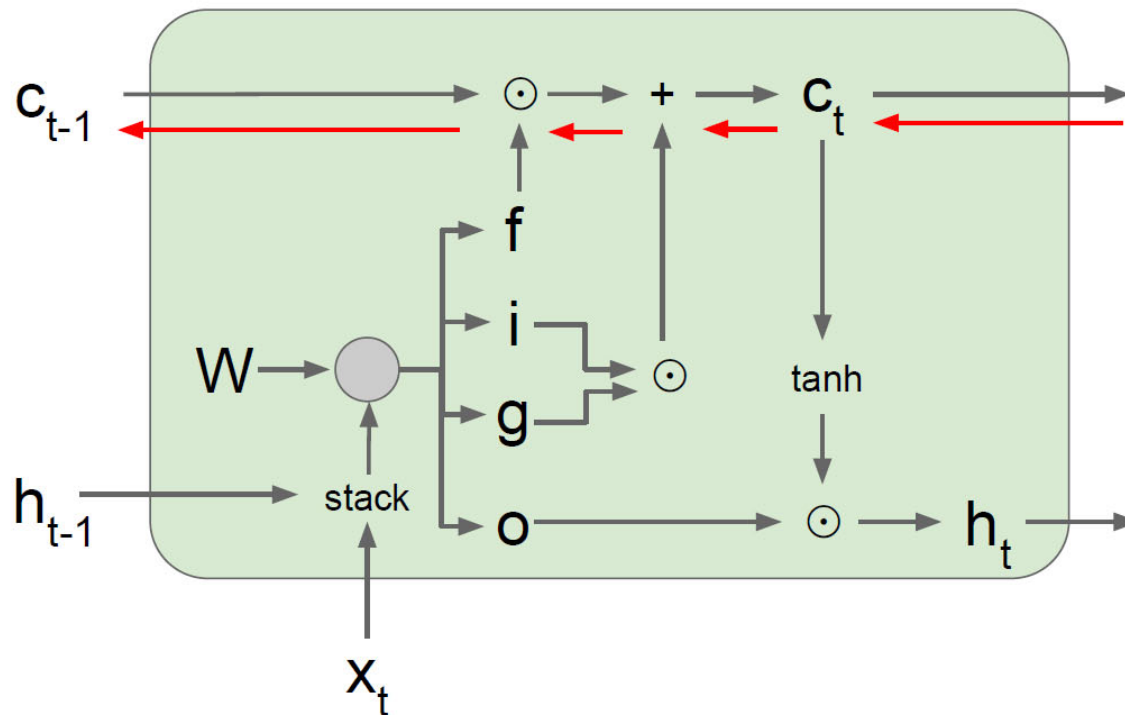 c_{t-1} ⊙ + c_t
f
i
W ⊙ tanh
g
h_{t-1} stack
o ⊙ h_t
x_t